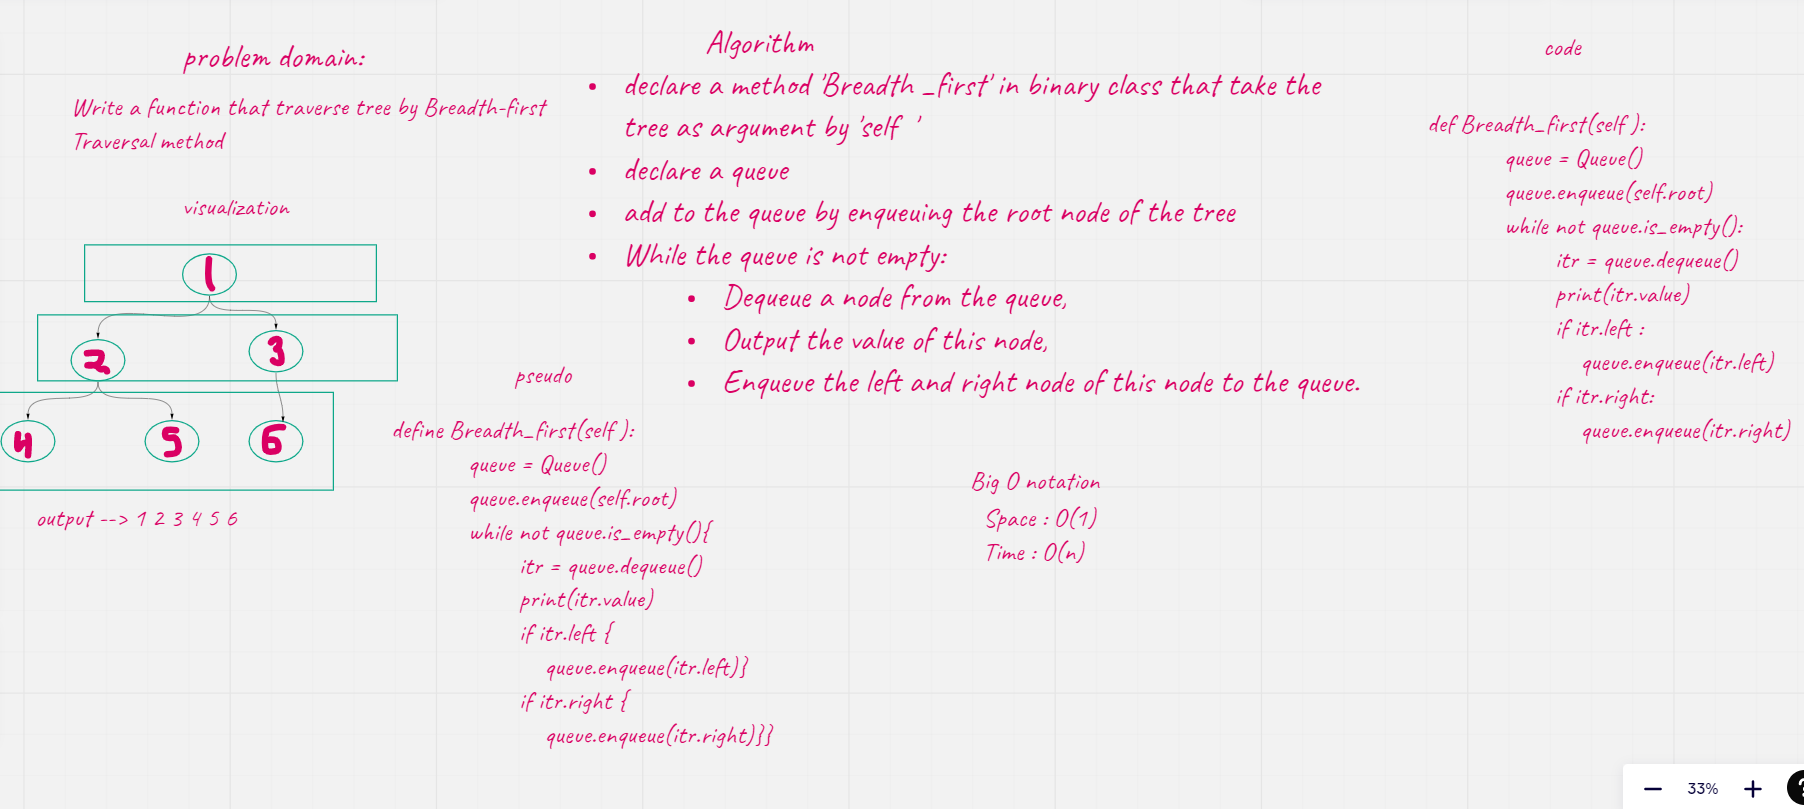 problem domain:
Write a function that traverse tree by Breadth-first
Traversal method
visualization
1
2
3
4
5
6
output --> 1 2 3 4 5 6
pseudo
define Breadth_first(self ):
queue = Queue()
queue.enqueue(self.root)
while not queue.is_empty(){
itr = queue.dequeue()
print(itr.value)
if itr.left {
queue.enqueue(itr.left)}
if itr.right {
queue.enqueue(itr.right)}}
Algorithm
• declare a method 'Breadth _first' in binary class that take the
tree as argument by 'self  '
• declare a queue
• add to the queue by enqueuing the root node of the tree
• While the queue is not empty:
• Dequeue a node from the queue,
• Output the value of this node,
• Enqueue the left and right node of this node to the queue.
Big O notation
Space : O(1)
Time : O(n)
code
def Breadth_first(self ):
queue = Queue()
queue.enqueue(self.root)
while not queue.is_empty():
itr = queue.dequeue()
print(itr.value)
if itr.left :
queue.enqueue(itr.left)
if itr.right:
queue.enqueue(itr.right)
33%